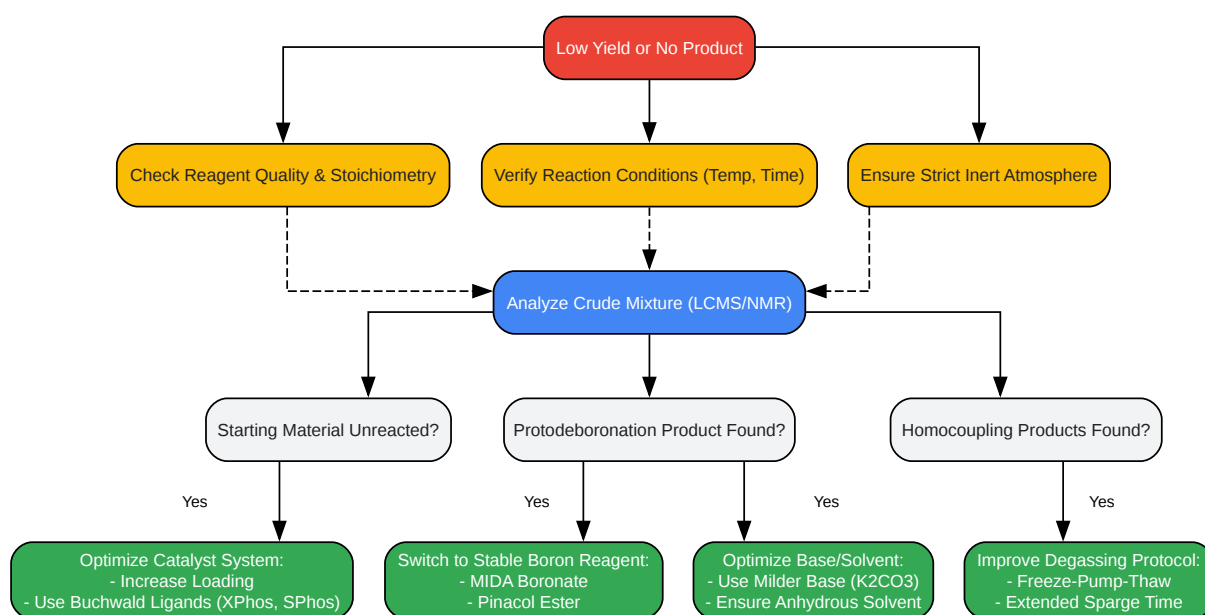 Low Yield or No Product
Check Reagent Quality & Stoichiometry
Verify Reaction Conditions (Temp, Time)
Ensure Strict Inert Atmosphere
Analyze Crude Mixture (LCMS/NMR)
Starting Material Unreacted?
Protodeboronation Product Found?
Homocoupling Products Found?
Yes
Yes
Yes
Yes
Optimize Catalyst System:
- Increase Loading
- Use Buchwald Ligands (XPhos, SPhos)
Switch to Stable Boron Reagent:
- MIDA Boronate
- Pinacol Ester
Optimize Base/Solvent:
- Use Milder Base (K2CO3)
- Ensure Anhydrous Solvent
Improve Degassing Protocol:
- Freeze-Pump-Thaw
- Extended Sparge Time